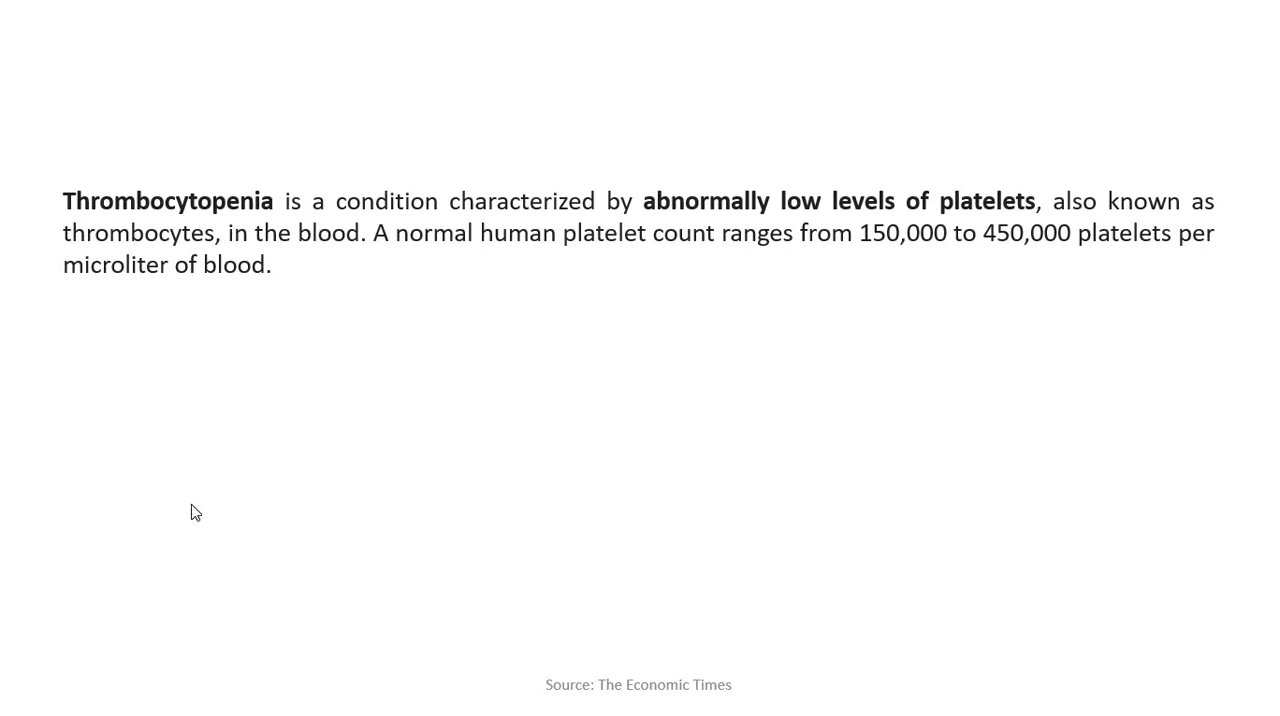 Thrombocytopenia is a condition characterized by abnormally low levels of platelets, also known as
thrombocytes, in the blood. A normal human platelet count ranges from 150,000 to 450,000 platelets per
microliter of blood.
Source: The Economic Times